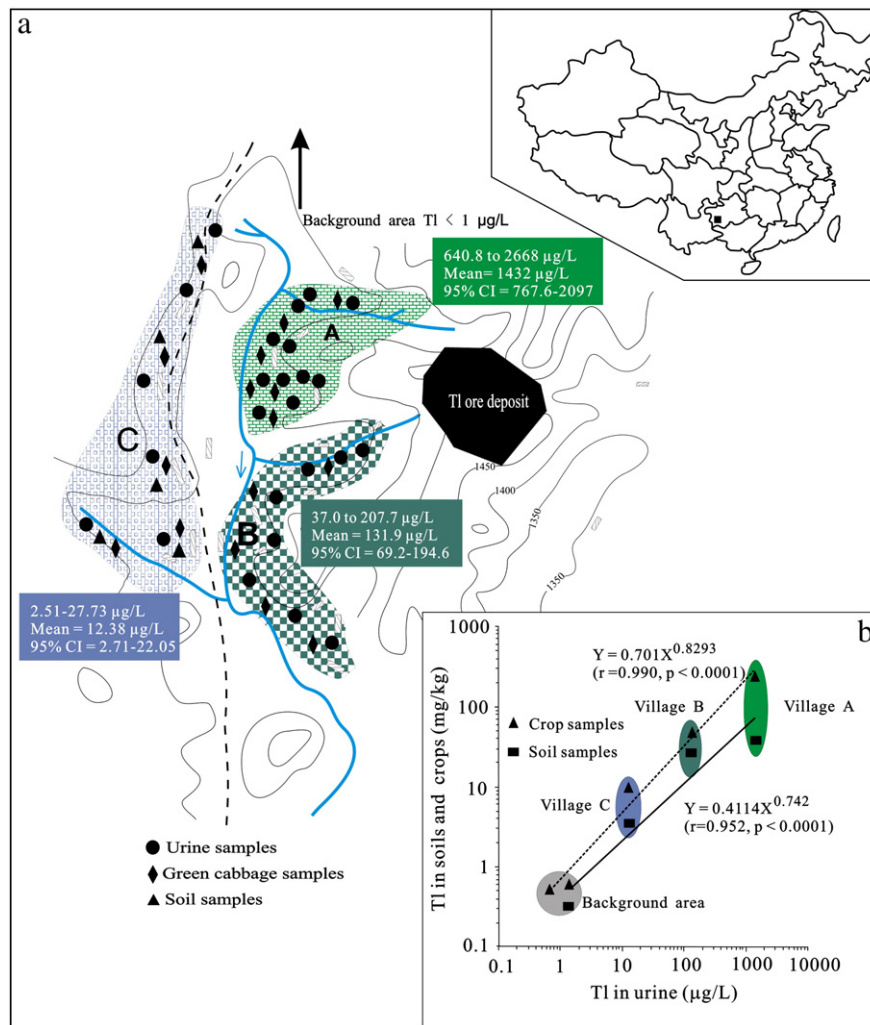 a
Background area Tl < 1 µg/L
640.8 to 2668 µg/L
Mean= 1432 µg/L
95% CI = 767.6-2097
A
Tl ore deposit
C
B
1450
1400
1350
1350
37.0 to 207.7 µg/L
Mean = 131.9 µg/L
95% CI = 69.2-194.6
2.51-27.73 µg/L
Mean = 12.38 µg/L
95% CI = 2.71-22.05
Urine samples
Green cabbage samples
Soil samples
b
Tl in soils and crops (mg/kg)
1000
100
10
1
0.1
Y = 0.701X^0.8293
(r=0.990, p < 0.0001)
Village B
Village A
Crop samples
Soil samples
Village C
Y = 0.4114X^0.742
(r=0.952, p < 0.0001)
Background area
1 10 100 1000 10000
Tl in urine (µg/L)